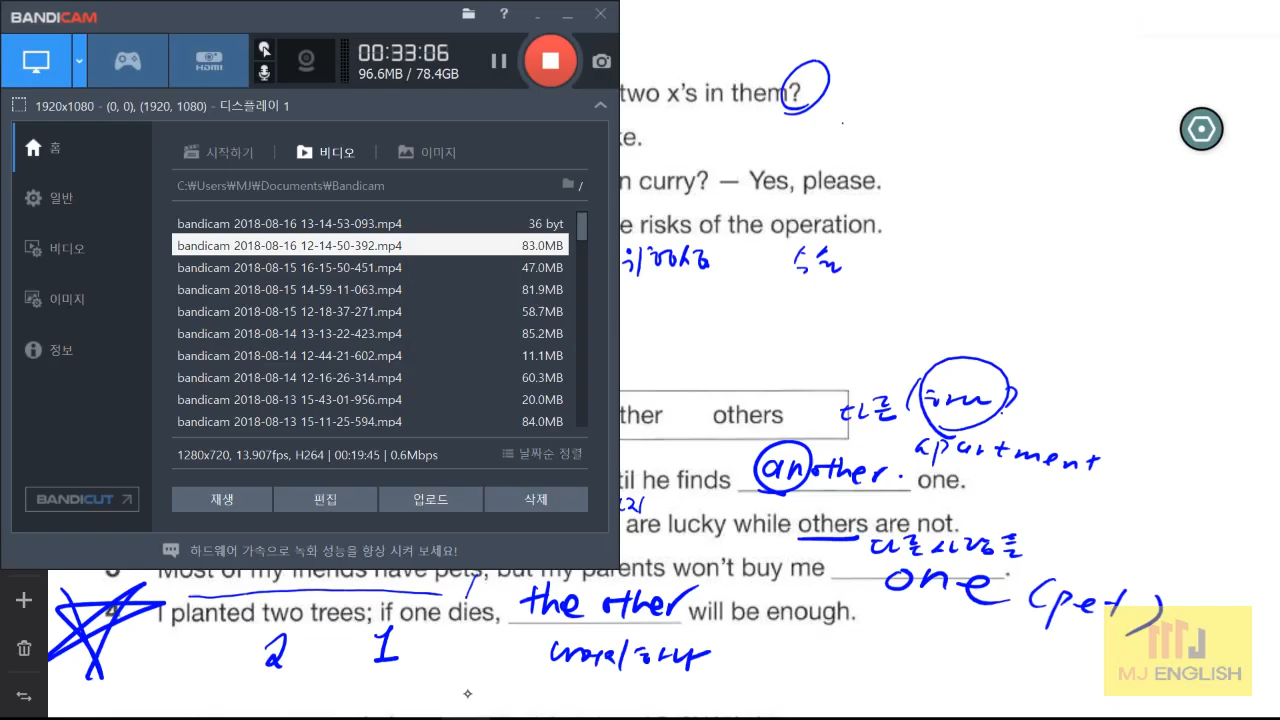 BANDICAM
00:33:06
96.6MB / 78.4GB
HDMI
1920x1080 - (0, 0), (1920, 1080) - 디스플레이 1
홈
일반
비디오
이미지
정보
BANDICUT
시작하기
비디오
이미지
C:₩Users₩MJ₩Documents₩Bandicam
bandicam 2018-08-16 13-14-53-093.mp4 36 byt
bandicam 2018-08-16 12-14-50-392.mp4 83.0MB
bandicam 2018-08-15 16-15-50-451.mp4 47.0MB
bandicam 2018-08-15 14-59-11-063.mp4 81.9MB
bandicam 2018-08-15 12-18-37-271.mp4 58.7MB
bandicam 2018-08-14 13-13-22-423.mp4 85.2MB
bandicam 2018-08-14 12-44-21-602.mp4 11.1MB
bandicam 2018-08-14 12-16-26-314.mp4 60.3MB
bandicam 2018-08-13 15-43-01-956.mp4 20.0MB
bandicam 2018-08-13 15-11-25-594.mp4 84.0MB
1280x720, 13.907fps, H264 | 00:19:45 | 0.6Mbps 날짜순 정렬
재생 편집 업로드 삭제
하드웨어 가속으로 녹화 성능을 향상 시켜 보세요!
two x's in them?
ke.
n curry? — Yes, please.
e risks of the operation.
위험성 수술
ther others
다른 (하나)
apartment
til he finds another. one.
are lucky while others are not.
다른 사람들
Most of my friends have pets, but my parents won't buy me one (pet).
4 I planted two trees; if one dies, the other will be enough.
2 1 나머지 하나
MJ ENGLISH